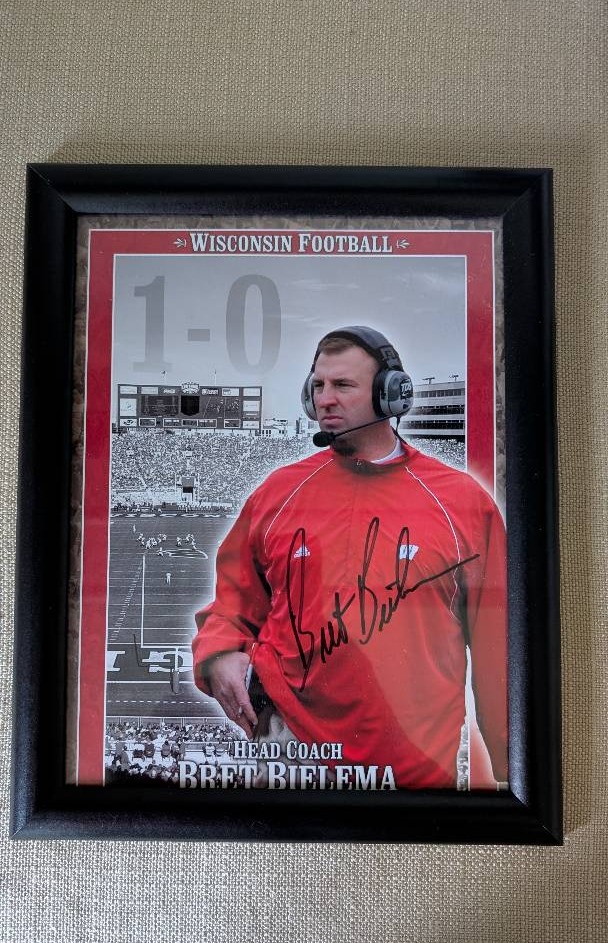 WISCONSIN FOOTBALL
1-0
W
Bret Bielema
HEAD COACH
BRET BIELEMA